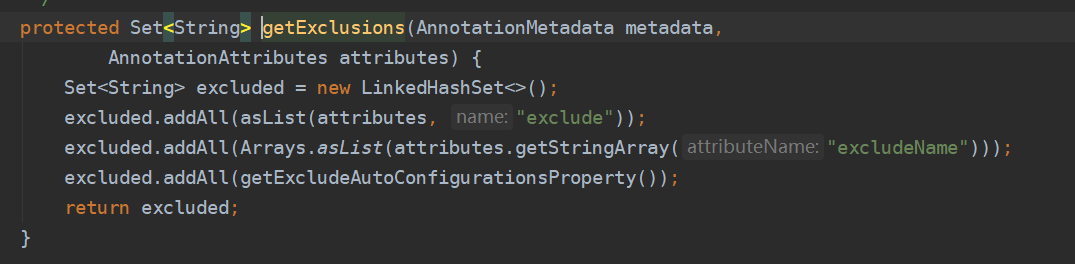 /
protected Set<String> getExclusions(AnnotationMetadata metadata,
        AnnotationAttributes attributes) {
    Set<String> excluded = new LinkedHashSet<>();
    excluded.addAll(asList(attributes, name: "exclude"));
    excluded.addAll(Arrays.asList(attributes.getStringArray( attributeName: "excludeName")));
    excluded.addAll(getExcludeAutoConfigurationsProperty());
    return excluded;
}